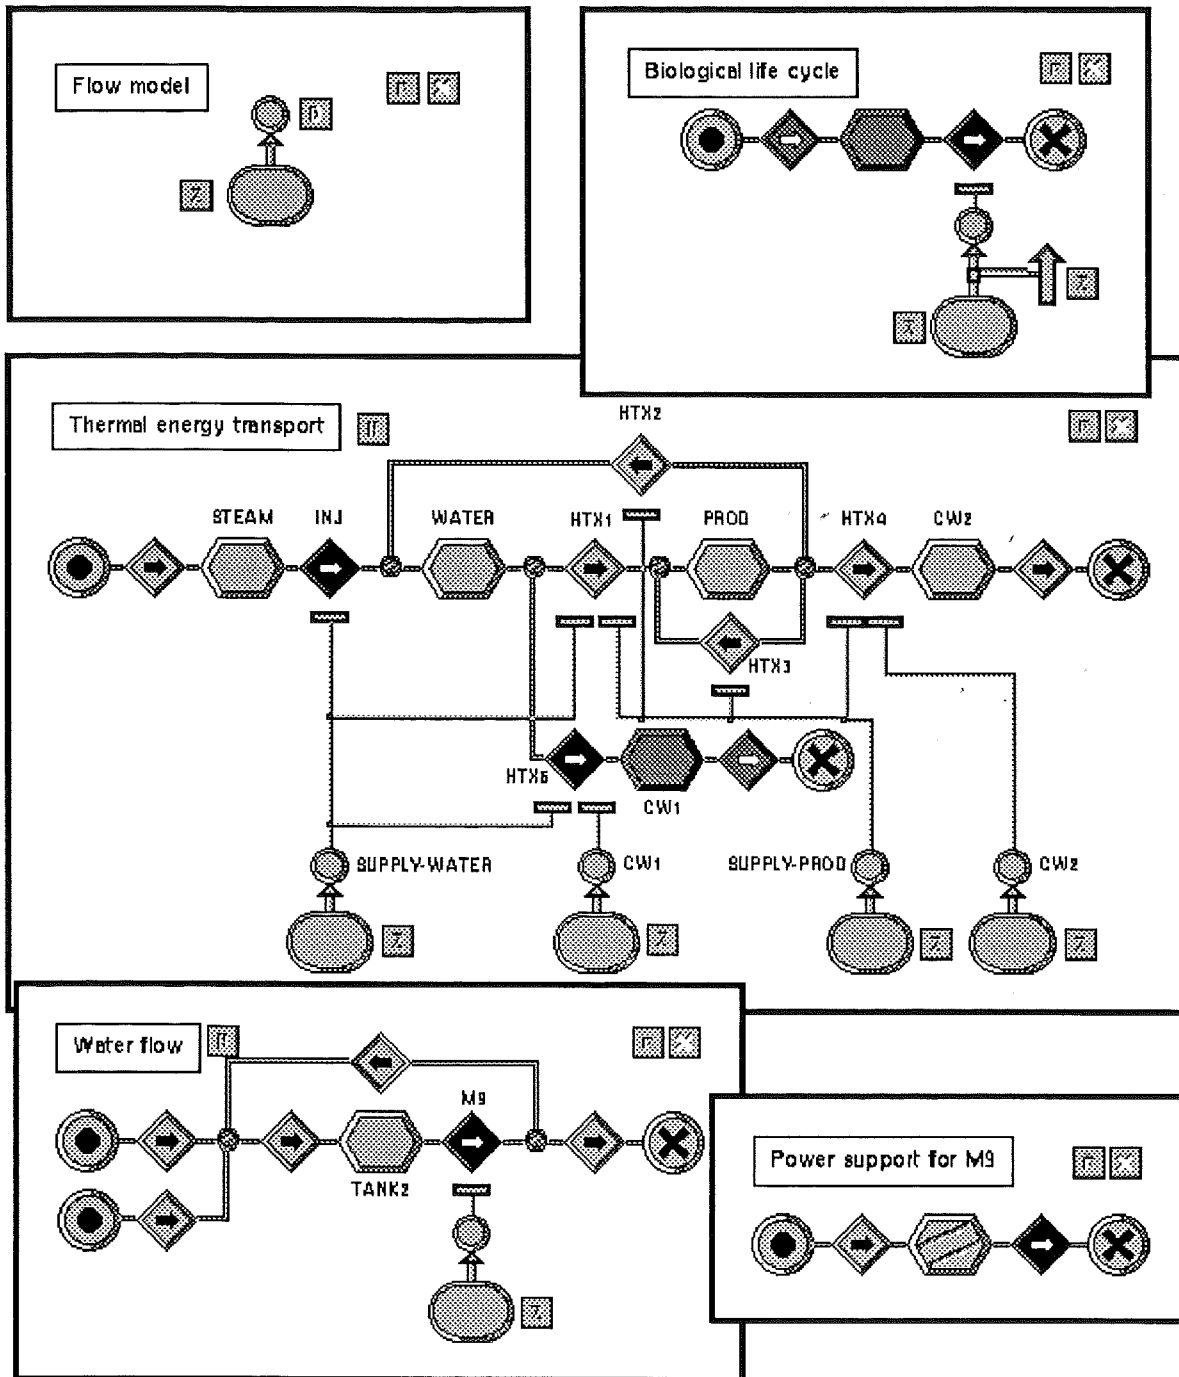 Flow model
Biological life cycle
Thermal energy transport
HTX2
STEAM INJ WATER HTX1 PROD HTX4 CW2
HTX3
HTX5
CW1
SUPPLY-WATER CW1 SUPPLY-PROD CW2
Water flow
M9
TANK2
Power support for M9